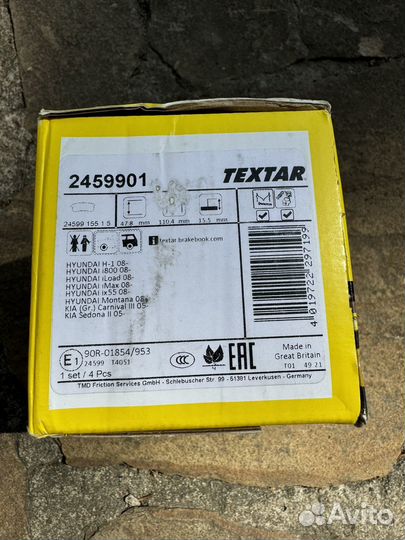 2459901
TEXTAR
24599 155 1 5
47.8 mm
110.4 mm
15.5 mm
i textar.brakebook.com
HYUNDAI H-1 08-
HYUNDAI i800 08-
HYUNDAI iLoad 08-
HYUNDAI iMax 08-
HYUNDAI ix55 08-
HYUNDAI Montana 08-
KIA (Gr.) Carnival III 05-
KIA Sedona II 05-
4 019722 297199
E1
90R-01854/953
24599 T4051
CCC
EAC
Made in
Great Britain
T01 49 21
1 set / 4 Pcs
TMD Friction Services GmbH - Schlebuscher Str. 99 - 51381 Leverkusen - Germany
Avito